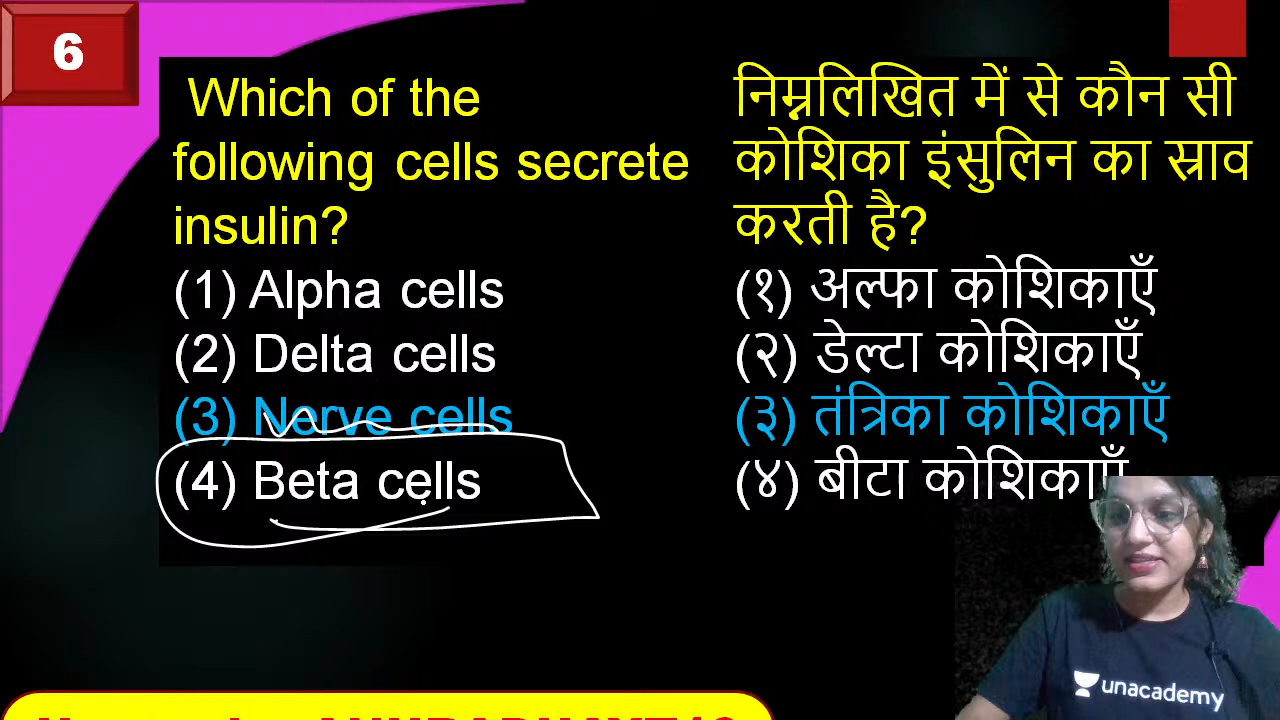 6
Which of the
following cells secrete
insulin?
(1) Alpha cells
(2) Delta cells
(3) Nerve cells
(4) Beta cells
निम्नलिखित में से कौन सी
कोशिका इंसुलिन का स्राव
करती है?
(१) अल्फा कोशिकाएँ
(२) डेल्टा कोशिकाएँ
(३) तंत्रिका कोशिकाएँ
(४) बीटा कोशिकाएँ
unacademy